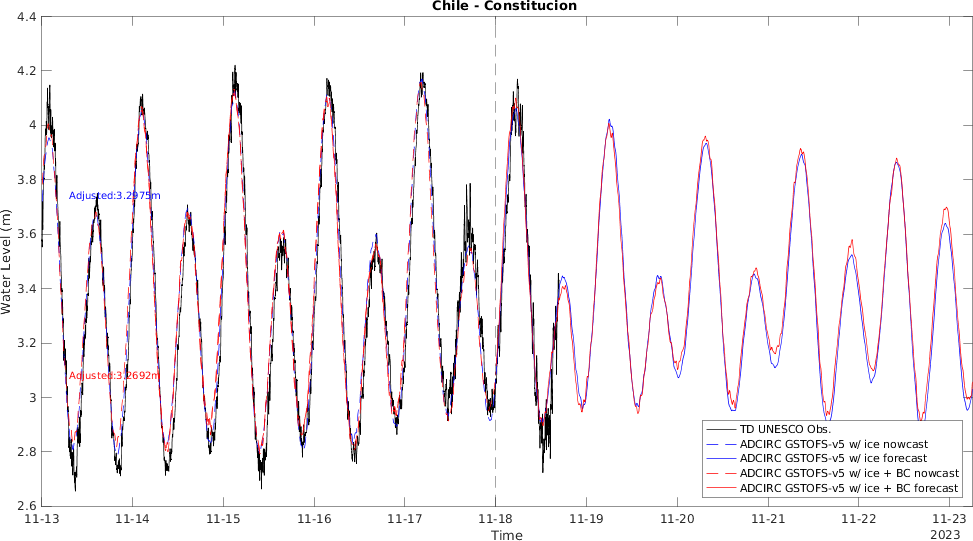 Chile - Constitucion
4.4
4.2
4
3.8
3.6
3.4
3.2
3
2.8
2.6
Water Level (m)
Adjusted:3.2975m
Adjusted:3.2692m
TD UNESCO Obs.
ADCIRC GSTOFS-v5 w/ ice nowcast
ADCIRC GSTOFS-v5 w/ ice forecast
ADCIRC GSTOFS-v5 w/ ice + BC nowcast
ADCIRC GSTOFS-v5 w/ ice + BC forecast
11-13 11-14 11-15 11-16 11-17 11-18 11-19 11-20 11-21 11-22 11-23
2023
Time